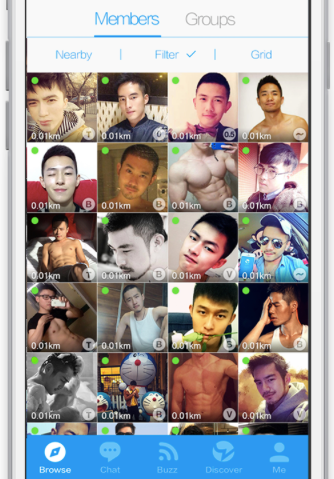 Members Groups
Nearby | Filter ✓ | Grid
0.01km T 0.01km 0.01km 0.5 0.01km ~
0.01km B 0.01km B 0.01km B 0.01km
0.01km T 0.01km B 0.01km V 0.01km ~
0.01km T 0.01km B 0.01km B 0.01km B
0.01km T 0.01km B 0.01km V 0.01km V
Browse Chat Buzz Discover Me